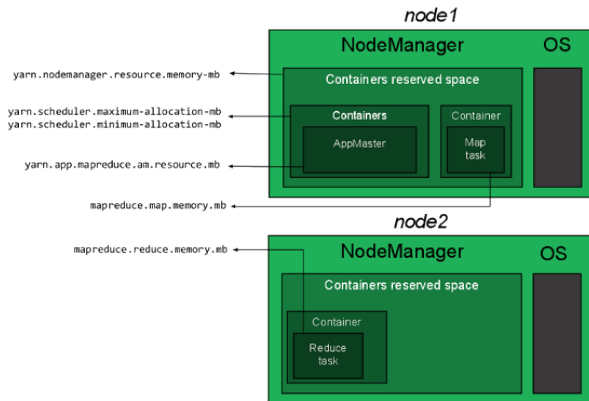 node1
NodeManager
OS
yarn.nodemanager.resource.memory-mb
Containers reserved space
yarn.scheduler.maximum-allocation-mb
yarn.scheduler.minimum-allocation-mb
Containers
Container
AppMaster
Map
task
yarn.app.mapreduce.am.resource.mb
mapreduce.map.memory.mb
node2
mapreduce.reduce.memory.mb
NodeManager
OS
Containers reserved space
Container
Reduce
task